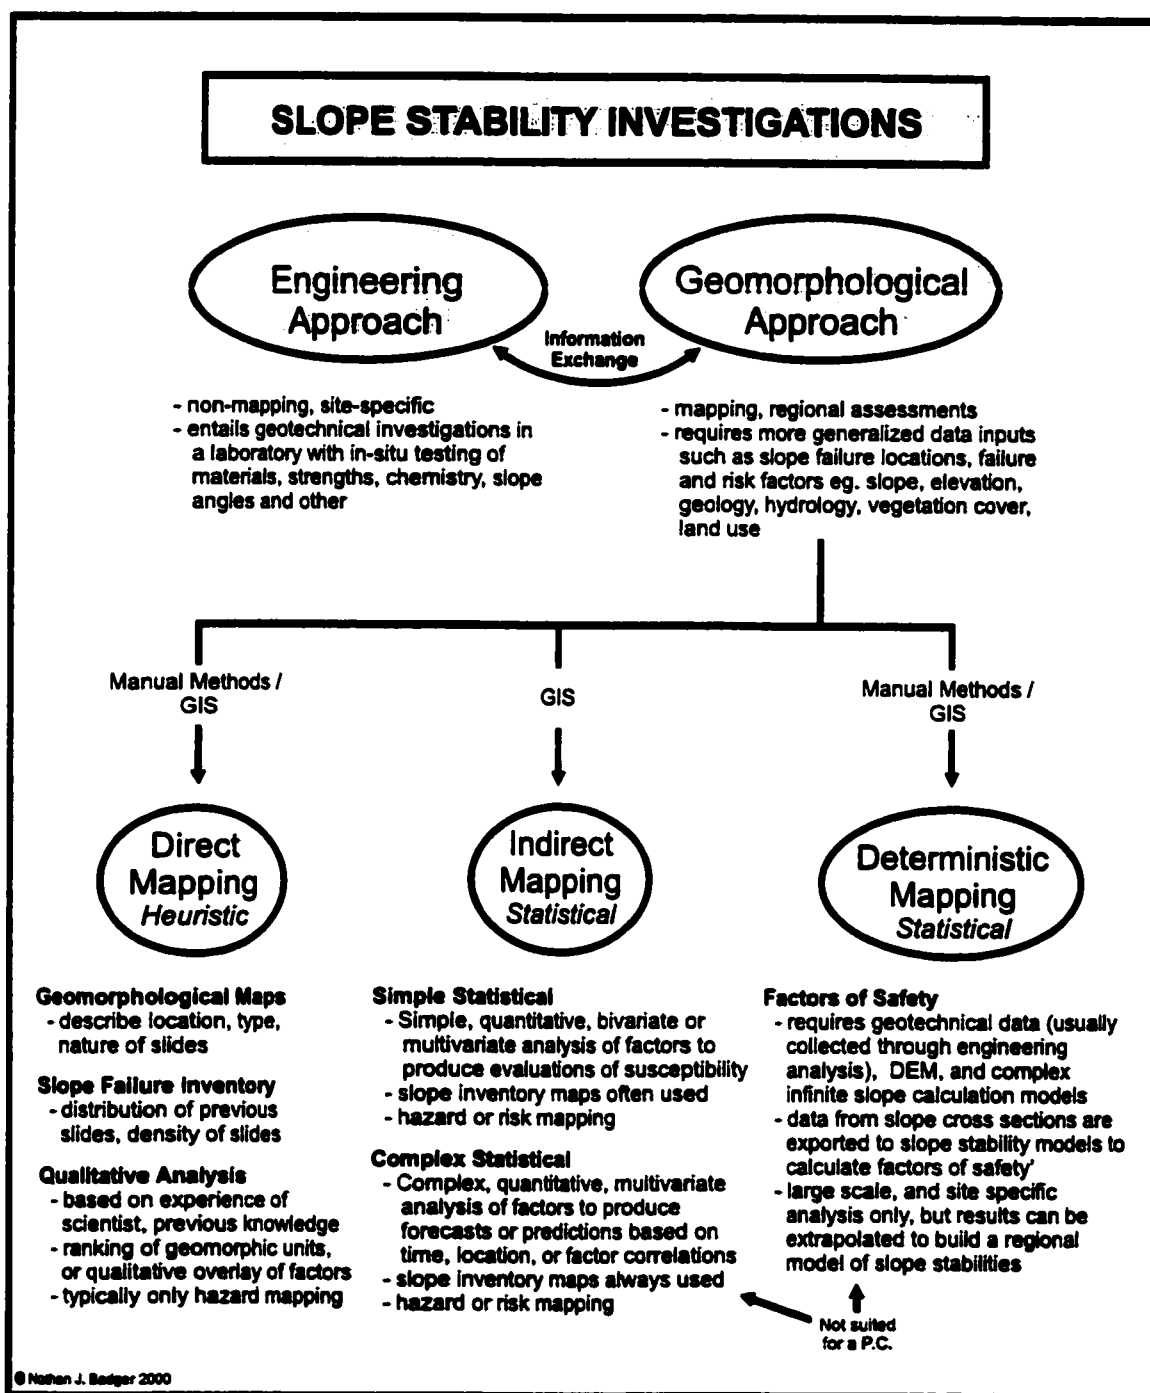 SLOPE STABILITY INVESTIGATIONS
Engineering
Approach
Geomorphological
Approach
Information
Exchange
- non-mapping, site-specific
- entails geotechnical investigations in
a laboratory with in-situ testing of
materials, strengths, chemistry, slope
angles and other
- mapping, regional assessments
- requires more generalized data inputs
such as slope failure locations, failure
and risk factors eg. slope, elevation,
geology, hydrology, vegetation cover,
land use
Manual Methods /
GIS
GIS
Manual Methods /
GIS
Direct
Mapping
Heuristic
Indirect
Mapping
Statistical
Deterministic
Mapping
Statistical
Geomorphological Maps
- describe location, type,
nature of slides
Slope Failure Inventory
- distribution of previous
slides, density of slides
Qualitative Analysis
- based on experience of
scientist, previous knowledge
- ranking of geomorphic units,
or qualitative overlay of factors
- typically only hazard mapping
Simple Statistical
- Simple, quantitative, bivariate or
multivariate analysis of factors to
produce evaluations of susceptibility
- slope inventory maps often used
- hazard or risk mapping
Complex Statistical
- Complex, quantitative, multivariate
analysis of factors to produce
forecasts or predictions based on
time, location, or factor correlations
- slope inventory maps always used
- hazard or risk mapping
Factors of Safety
- requires geotechnical data (usually
collected through engineering
analysis), DEM, and complex
infinite slope calculation models
- data from slope cross sections are
exported to slope stability models to
calculate factors of safety'
- large scale, and site specific
analysis only, but results can be
extrapolated to build a regional
model of slope stabilities
Not suited
for a P.C.
© Nathan J. Badger 2000